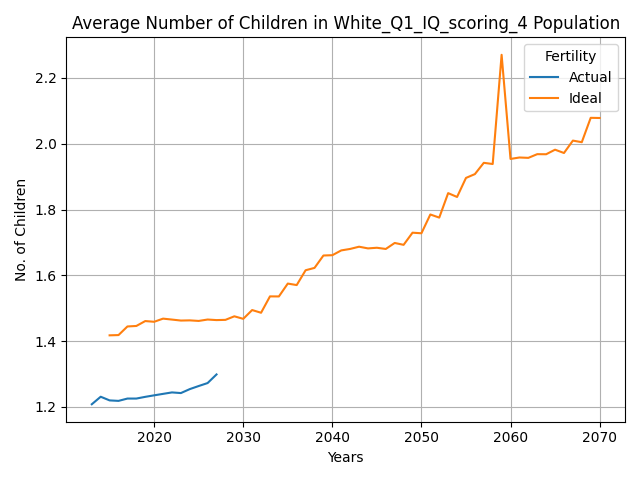 Average Number of Children in White_Q1_IQ_scoring_4 Population
Fertility
Actual
Ideal
No. of Children
2.2
2.0
1.8
1.6
1.4
1.2
2020 2030 2040 2050 2060 2070
Years